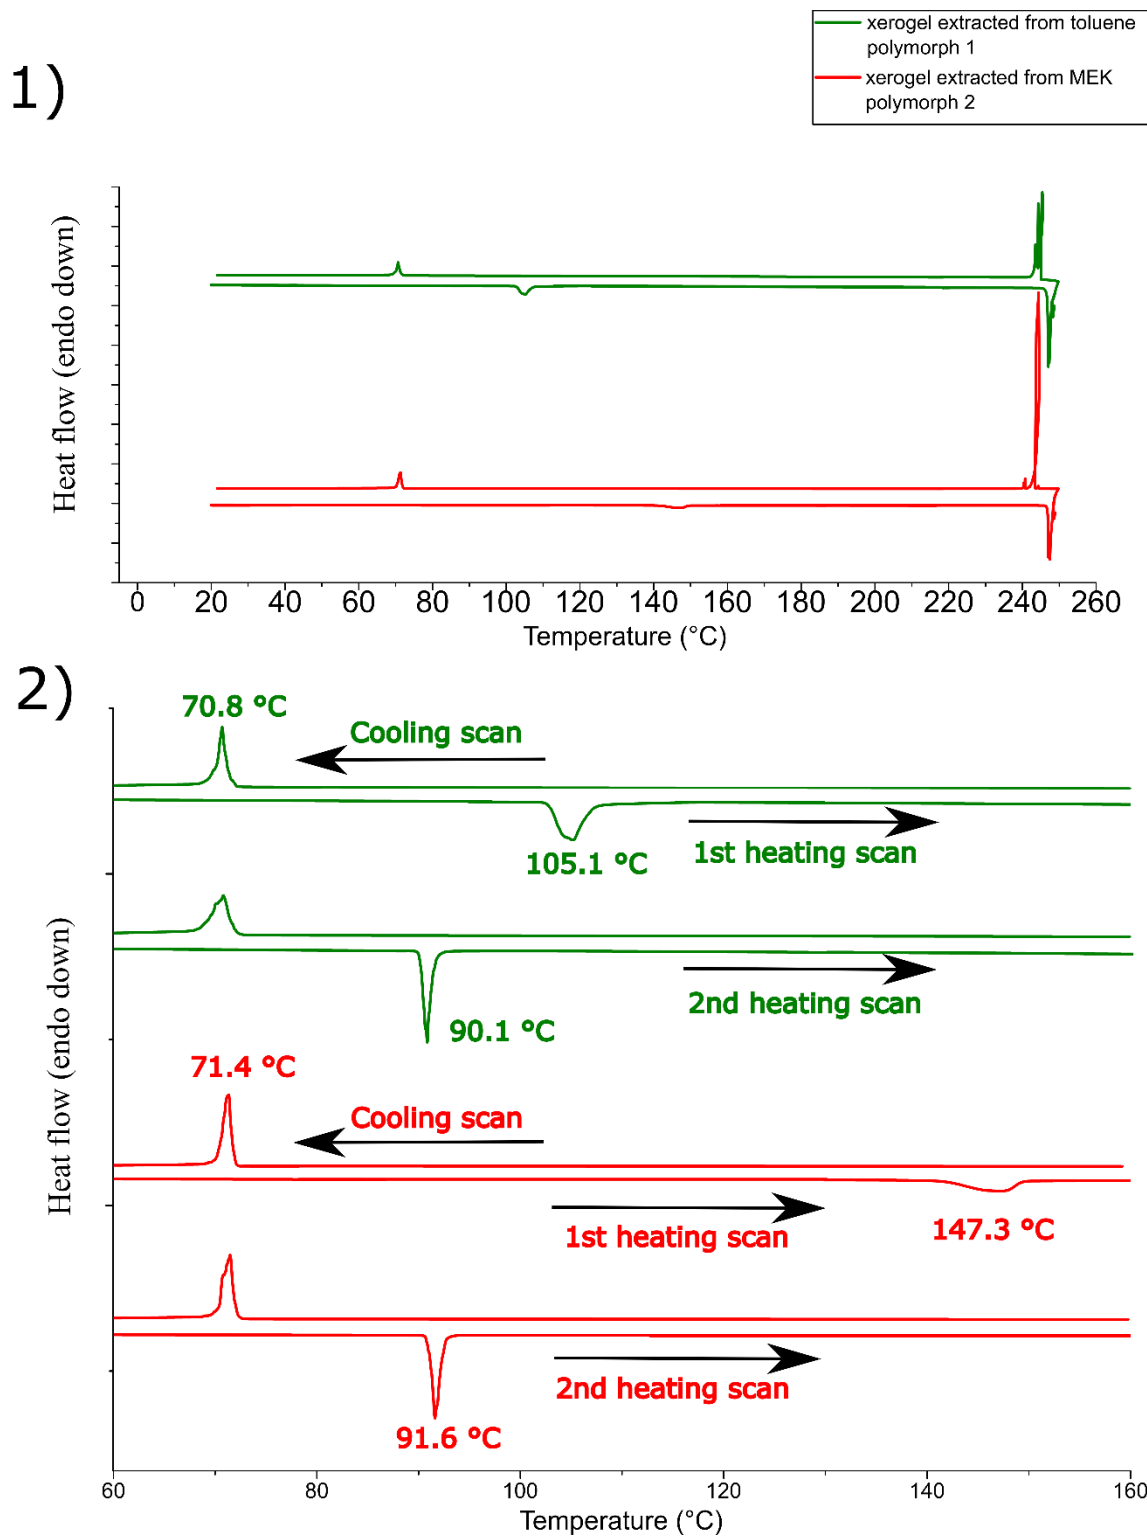 xerogel extracted from toluene
polymorph 1
xerogel extracted from MEK
polymorph 2
1)
Heat flow (endo down)
0 20 40 60 80 100 120 140 160 180 200 220 240 260
Temperature (°C)
2)
70.8 °C
Cooling scan
105.1 °C
1st heating scan
2nd heating scan
90.1 °C
71.4 °C
Cooling scan
1st heating scan
147.3 °C
2nd heating scan
91.6 °C
Heat flow (endo down)
60 80 100 120 140 160
Temperature (°C)